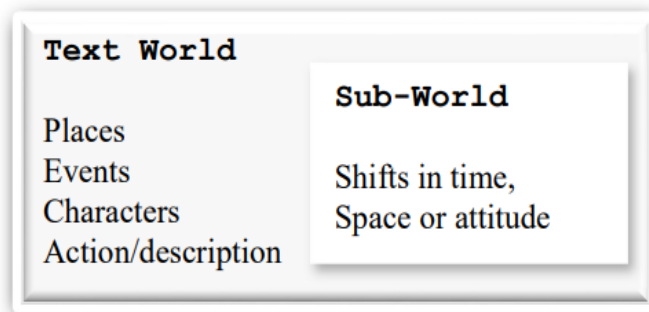 Text World
Places
Events
Characters
Action/description
Sub-World
Shifts in time,
Space or attitude